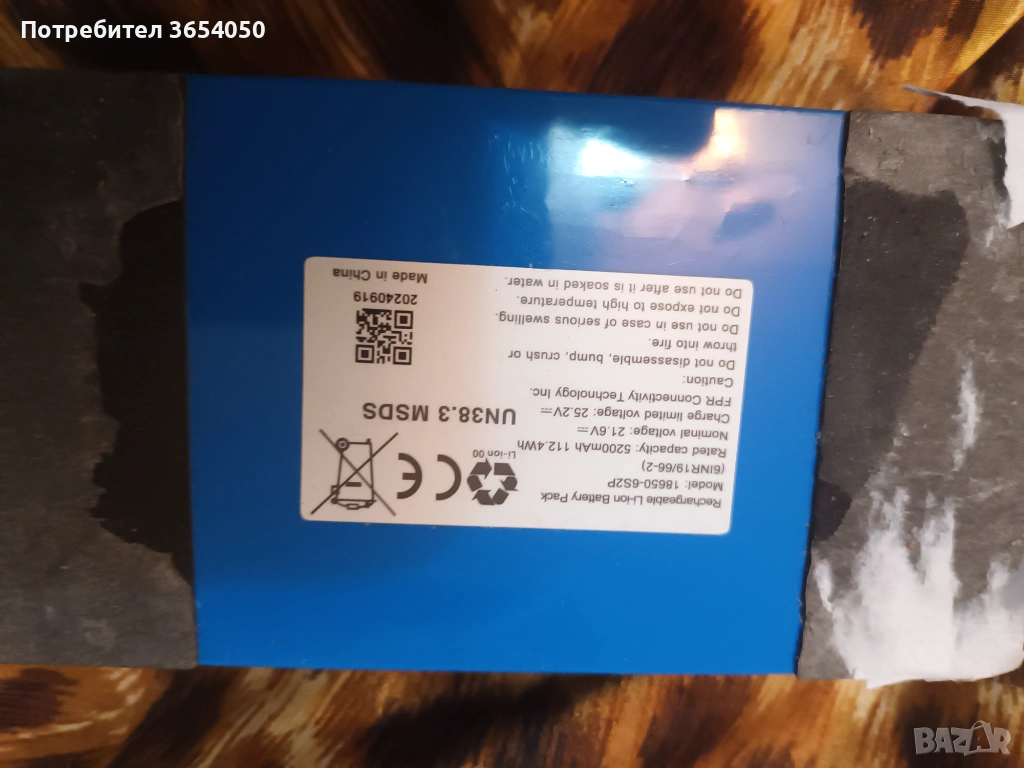 Потребител 3654050
Rechargeable Li-ion Battery Pack
Model: 18650-6S2P
(6INR19/66-2)
Rated capacity: 5200mAh 112.4Wh
Nominal voltage: 21.6V⎓
Charge limited voltage: 25.2V⎓
FPR Connectivity Technology Inc.
Caution:
Do not disassemble, bump, crush or
throw into fire.
Do not use in case of serious swelling.
Do not expose to high temperature.
Do not use after it is soaked in water.
Li-ion 00
CE
UN38.3 MSDS
20240919
Made in China
BAZAR